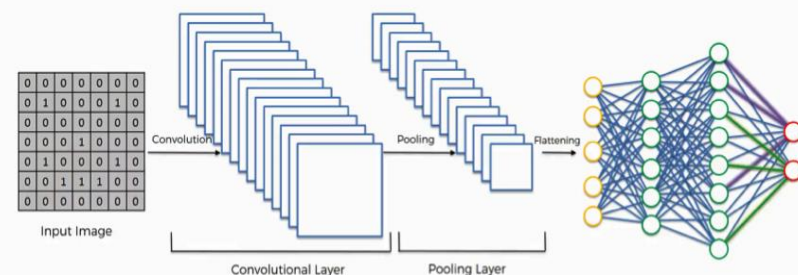 0 0 0 0 0 0 0
0 1 0 0 0 1 0
0 0 0 0 0 0 0
0 0 0 1 0 0 0
0 1 0 0 0 1 0
0 0 1 1 1 0 0
0 0 0 0 0 0 0
Input Image
Convolution
Pooling
Flattening
Convolutional Layer
Pooling Layer